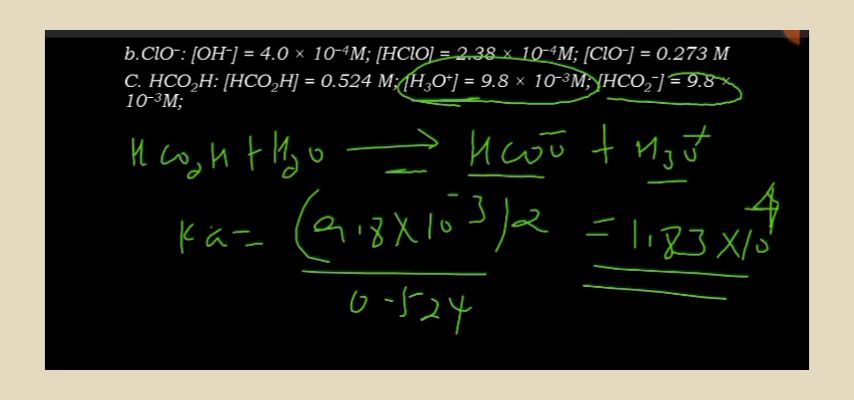 b.ClO⁻: [OH⁻] = 4.0 × 10⁻⁴M; [HClO] = 2.38 × 10⁻⁴M; [ClO⁻] = 0.273 M
C. HCO₂H: [HCO₂H] = 0.524 M; [H₃O⁺] = 9.8 × 10⁻³M; [HCO₂⁻] = 9.8 ×
10⁻³M;
HCO₂H + H₂O ⟶ HCOO⁻ + H₃O⁺
Ka = (9.8 X 10⁻³)2 = 1.83 X 10⁻⁴
0.524